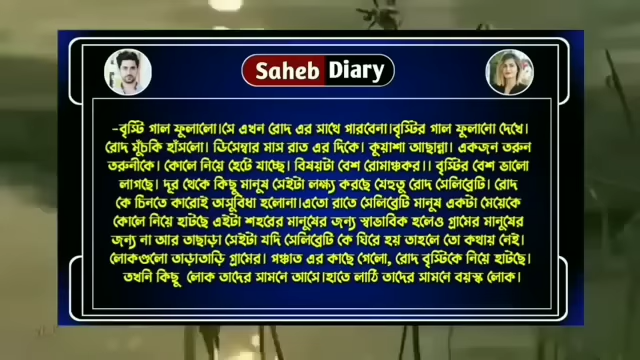 Saheb Diary
-বৃস্টি গাল ফুলালো।সে এখন রোদ এর সাথে পারবেনা।বৃস্টির গাল ফুলানো দেখে।
রোদ মুঁচকি হাঁসলো। ডিসেম্বার মাস রাত এর দিকে। কুয়াশা আছান্না। একজন তরুন
তরুনীকে। কোলে নিয়ে হেটে যাচ্ছে। বিষয়টা বেশ রোমাঞ্চকর।। বৃস্টির বেশ ভালো
লাগছে। দূর থেকে কিছু মানুষ সেইটা লক্ষ্য করছে যেহতু রোদ সেলিব্রেটি। রোদ
কে চিনতে কারোই অসুবিধা হলোনা।এতো রাতে সেলিব্রেটি মানুষ একটা মেয়েকে
কোলে নিয়ে হাটছে এইটা শহরের মানুষের জন্য স্বাভাবিক হলেও গ্রামের মানুষের
জন্য না আর তাছাড়া সেইটা যদি সেলিব্রেটি কে ঘিরে হয় তাহলে তো কথায় নেই।
লোকগুলো তাড়াতাড়ি গ্রামের। পঞ্চাত এর কাছে গেলো, রোদ বৃস্টিকে নিয়ে হাটছে।
তখনি কিছু লোক তাদের সামনে আসে।হাতে লাঠি তাদের সামনে বয়স্ক লোক।